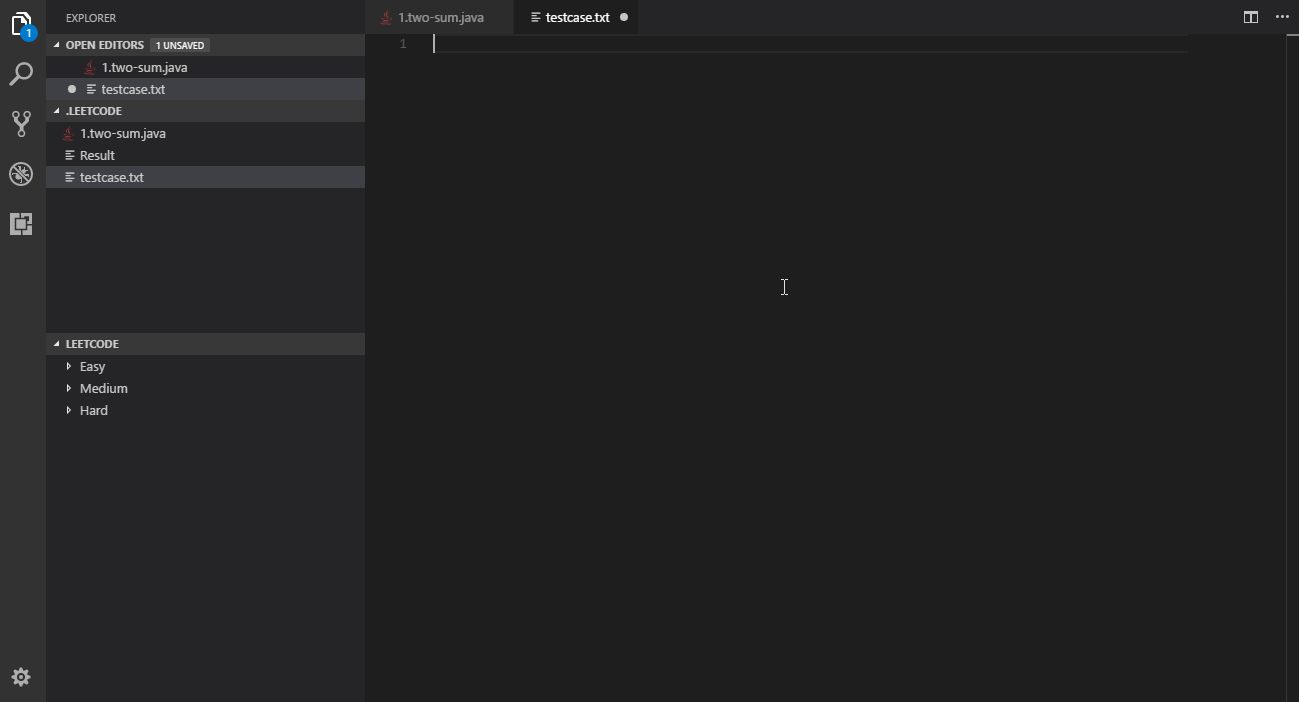 EXPLORER
OPEN EDITORS 1 UNSAVED
1.two-sum.java
testcase.txt
.LEETCODE
1.two-sum.java
Result
testcase.txt
LEETCODE
Easy
Medium
Hard
1
1.two-sum.java testcase.txt
1